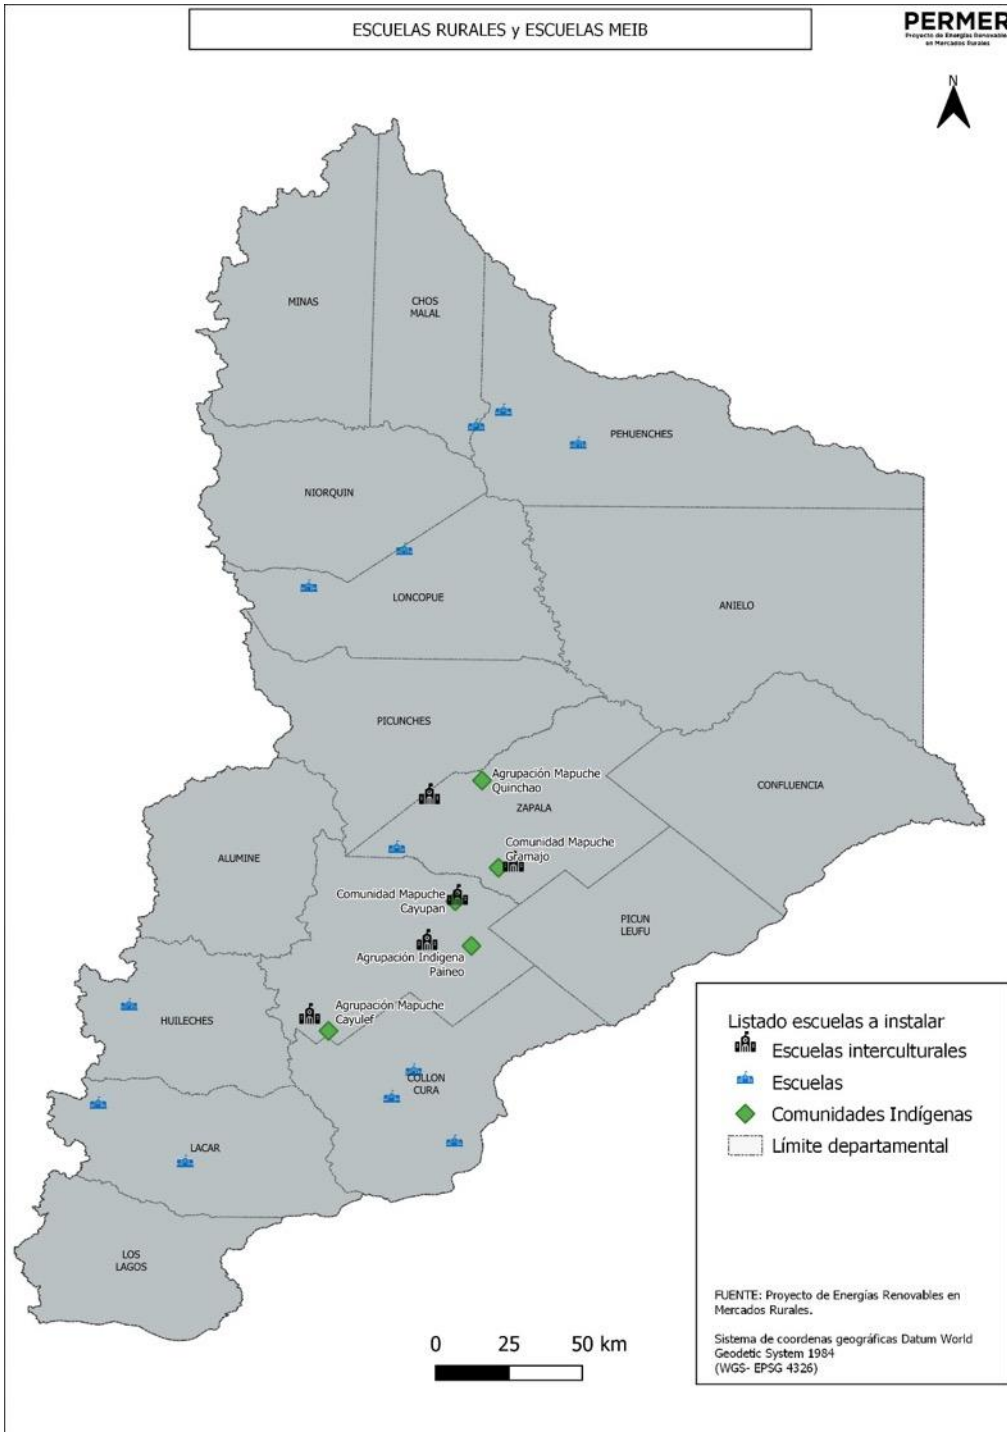 ESCUELAS RURALES y ESCUELAS MEIB
PERMER
Proyecto de Energías Renovables
en Mercados Rurales
N
MINAS
CHOS
MALAL
PEHUENCHES
NIORQUIN
LONCOPUE
ANIELO
PICUNCHES
Agrupación Mapuche
Quinchao
ZAPALA
CONFLUENCIA
ALUMINE
Comunidad Mapuche
Gramajo
Comunidad Mapuche
Cayupan
PICUN
LEUFU
Agrupación Indígena
Paineo
Agrupación Mapuche
Cayulef
HUILECHES
COLLON
CURA
LACAR
LOS
LAGOS
Listado escuelas a instalar
Escuelas interculturales
Escuelas
Comunidades Indígenas
Límite departamental
FUENTE: Proyecto de Energías Renovables en
Mercados Rurales.
Sistema de coordenas geográficas Datum World
Geodetic System 1984
(WGS- EPSG 4326)
0 25 50 km